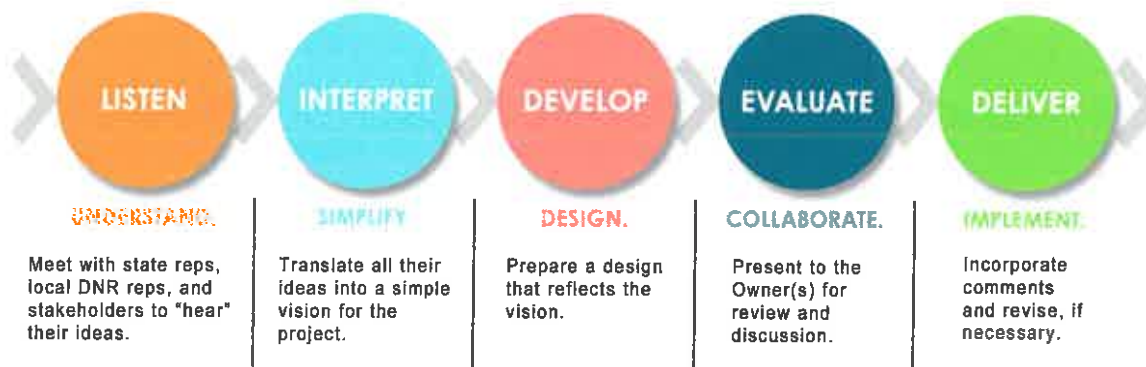 LISTEN
INTERPRET
DEVELOP
EVALUATE
DELIVER
UNDERSTAND.
SIMPLIFY
DESIGN.
COLLABORATE.
IMPLEMENT.
Meet with state reps,
local DNR reps, and
stakeholders to "hear"
their ideas.
Translate all their
ideas into a simple
vision for the
project.
Prepare a design
that reflects the
vision.
Present to the
Owner(s) for
review and
discussion.
Incorporate
comments
and revise, if
necessary.